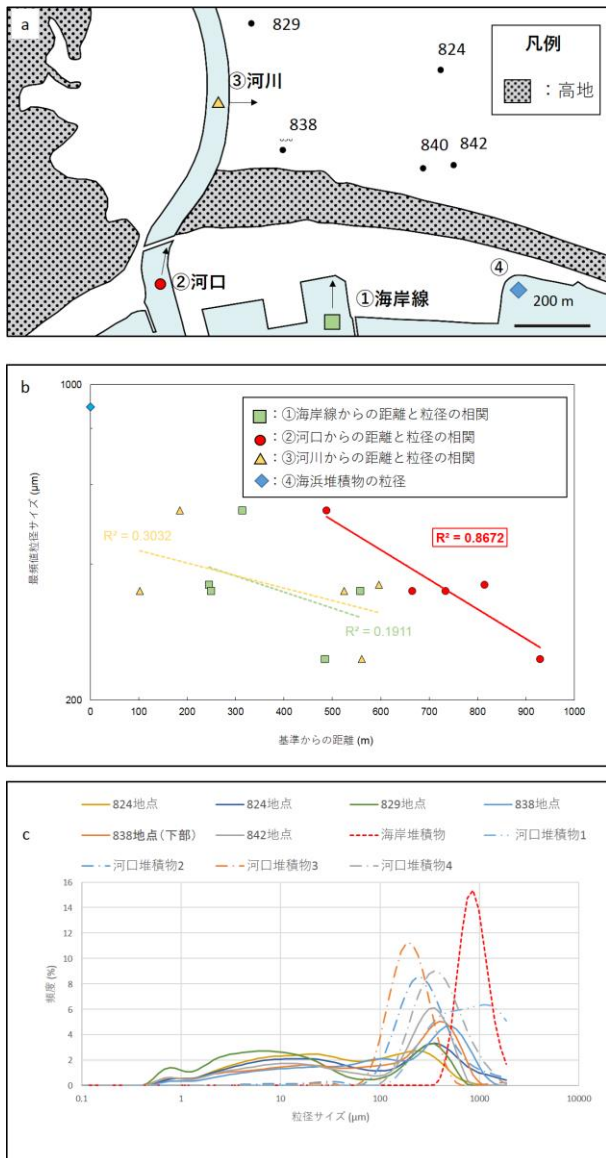 a
829
824
凡例
：高地
③河川
838
840
842
④
②河口
①海岸線
200 m
b
1000
：①海岸線からの距離と粒径の相関
：②河口からの距離と粒径の相関
：③河川からの距離と粒径の相関
：④海浜堆積物の粒径
最頻値粒径サイズ (μm)
R² = 0.3032
R² = 0.8672
R² = 0.1911
200
0 100 200 300 400 500 600 700 800 900 1000
基準からの距離 (m)
824地点 824地点 829地点 838地点
c
838地点（下部） 842地点 海岸堆積物 河口堆積物1
河口堆積物2 河口堆積物3 河口堆積物4
16
14
12
10
8
6
4
2
0
頻度 (%)
0.1 1 10 100 1000 10000
粒径サイズ (μm)